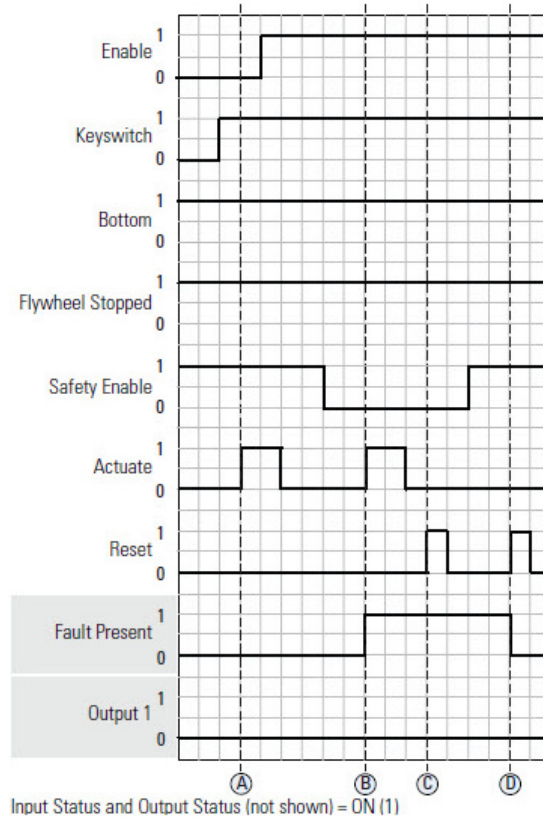 Enable 1
0
Keyswitch 1
0
Bottom 1
0
Flywheel Stopped 1
0
Safety Enable 1
0
Actuate 1
0
Reset 1
0
Fault Present 1
0
Output 1 1
0
A B C D
Input Status and Output Status (not shown) = ON (1)